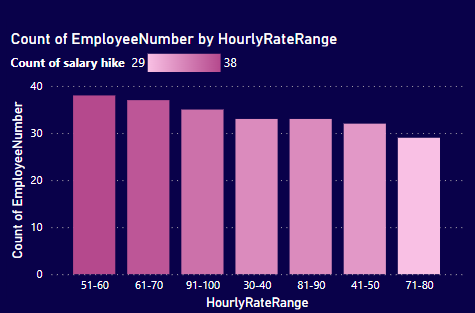 Count of EmployeeNumber by HourlyRateRange
Count of salary hike 29 38
Count of EmployeeNumber
40
30
20
10
0
51-60 61-70 91-100 30-40 81-90 41-50 71-80
HourlyRateRange